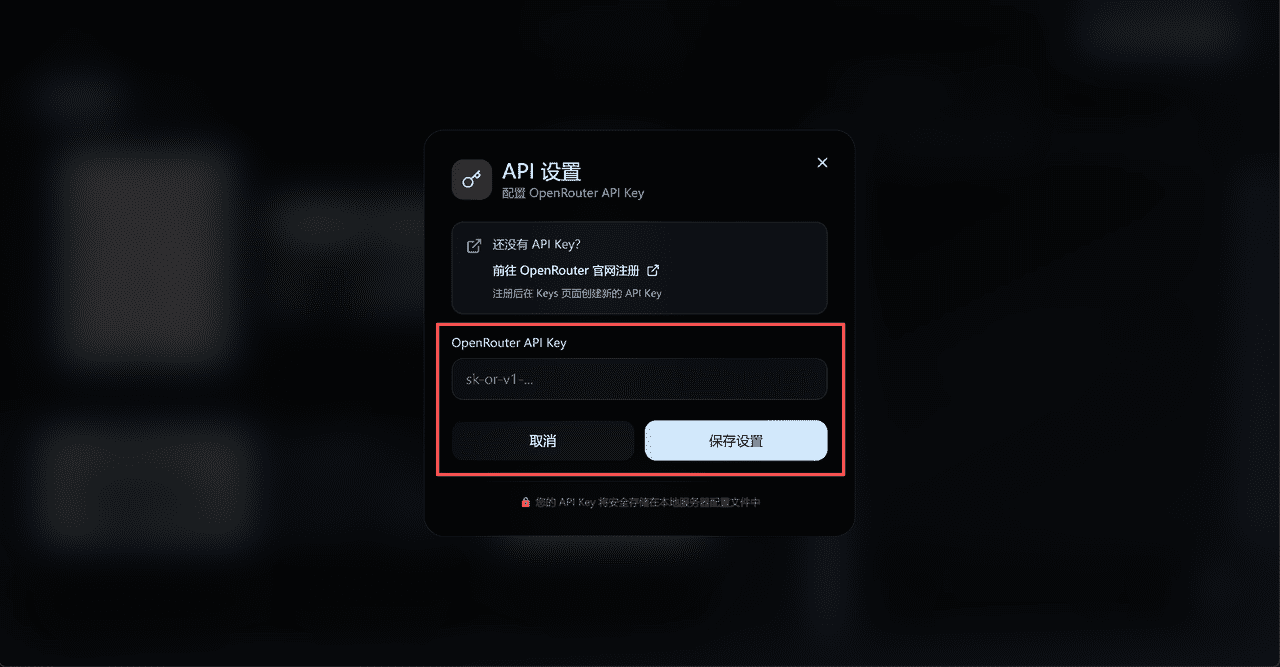 API 设置
配置 OpenRouter API Key
还没有 API Key?
前往 OpenRouter 官网注册
注册后在 Keys 页面创建新的 API Key
OpenRouter API Key
sk-or-v1-...
取消
保存设置
您的 API Key 将安全存储在本地服务器配置文件中